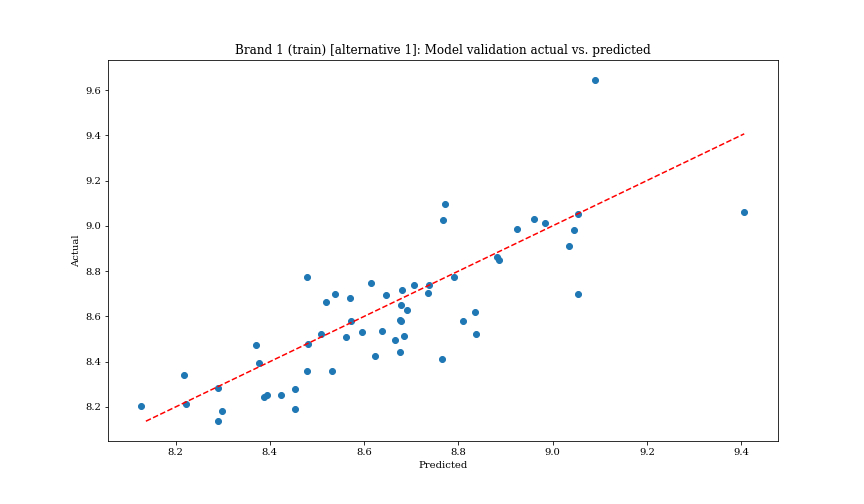 Brand 1 (train) [alternative 1]: Model validation actual vs. predicted
9.6
9.4
9.2
9.0
8.8
8.6
8.4
8.2
Actual
8.2 8.4 8.6 8.8 9.0 9.2 9.4
Predicted